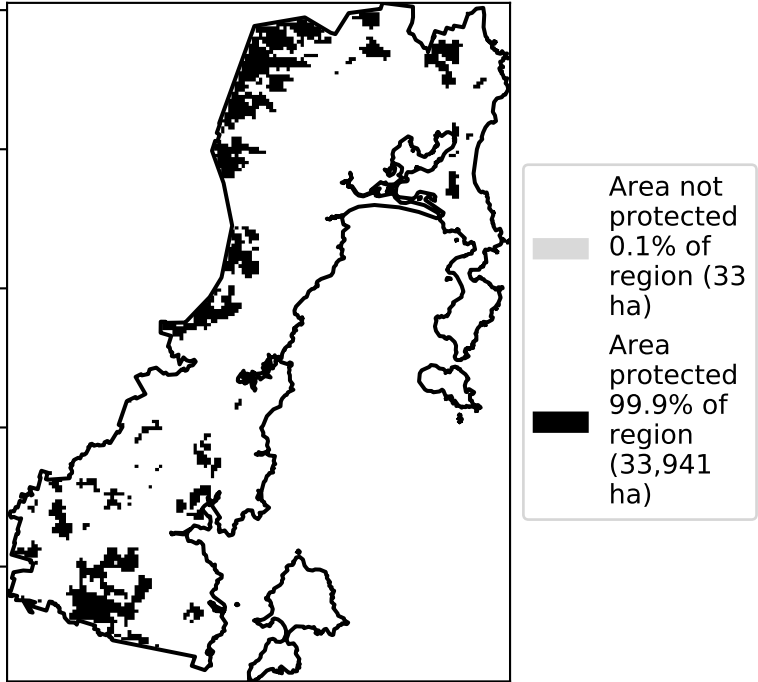 Area not
protected
0.1% of
region (33
ha)
Area
protected
99.9% of
region
(33,941
ha)